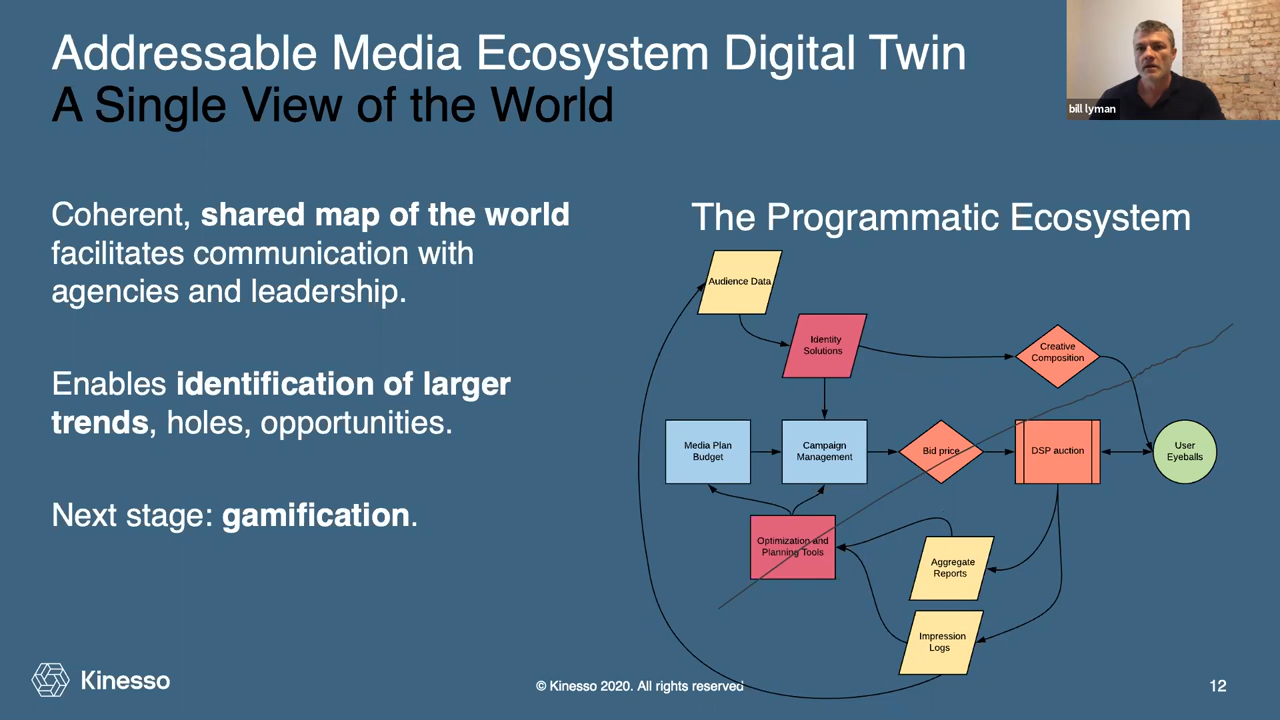 Addressable Media Ecosystem Digital Twin
A Single View of the World
bill lyman
Coherent, shared map of the world
facilitates communication with
agencies and leadership.
Enables identification of larger
trends, holes, opportunities.
Next stage: gamification.
The Programmatic Ecosystem
Audience Data
Identity
Solutions
Creative
Composition
Media Plan
Budget
Campaign
Management
Bid price
DSP auction
User
Eyeballs
Optimization and
Planning Tools
Aggregate
Reports
Impression
Logs
Kinesso
© Kinesso 2020. All rights reserved
12